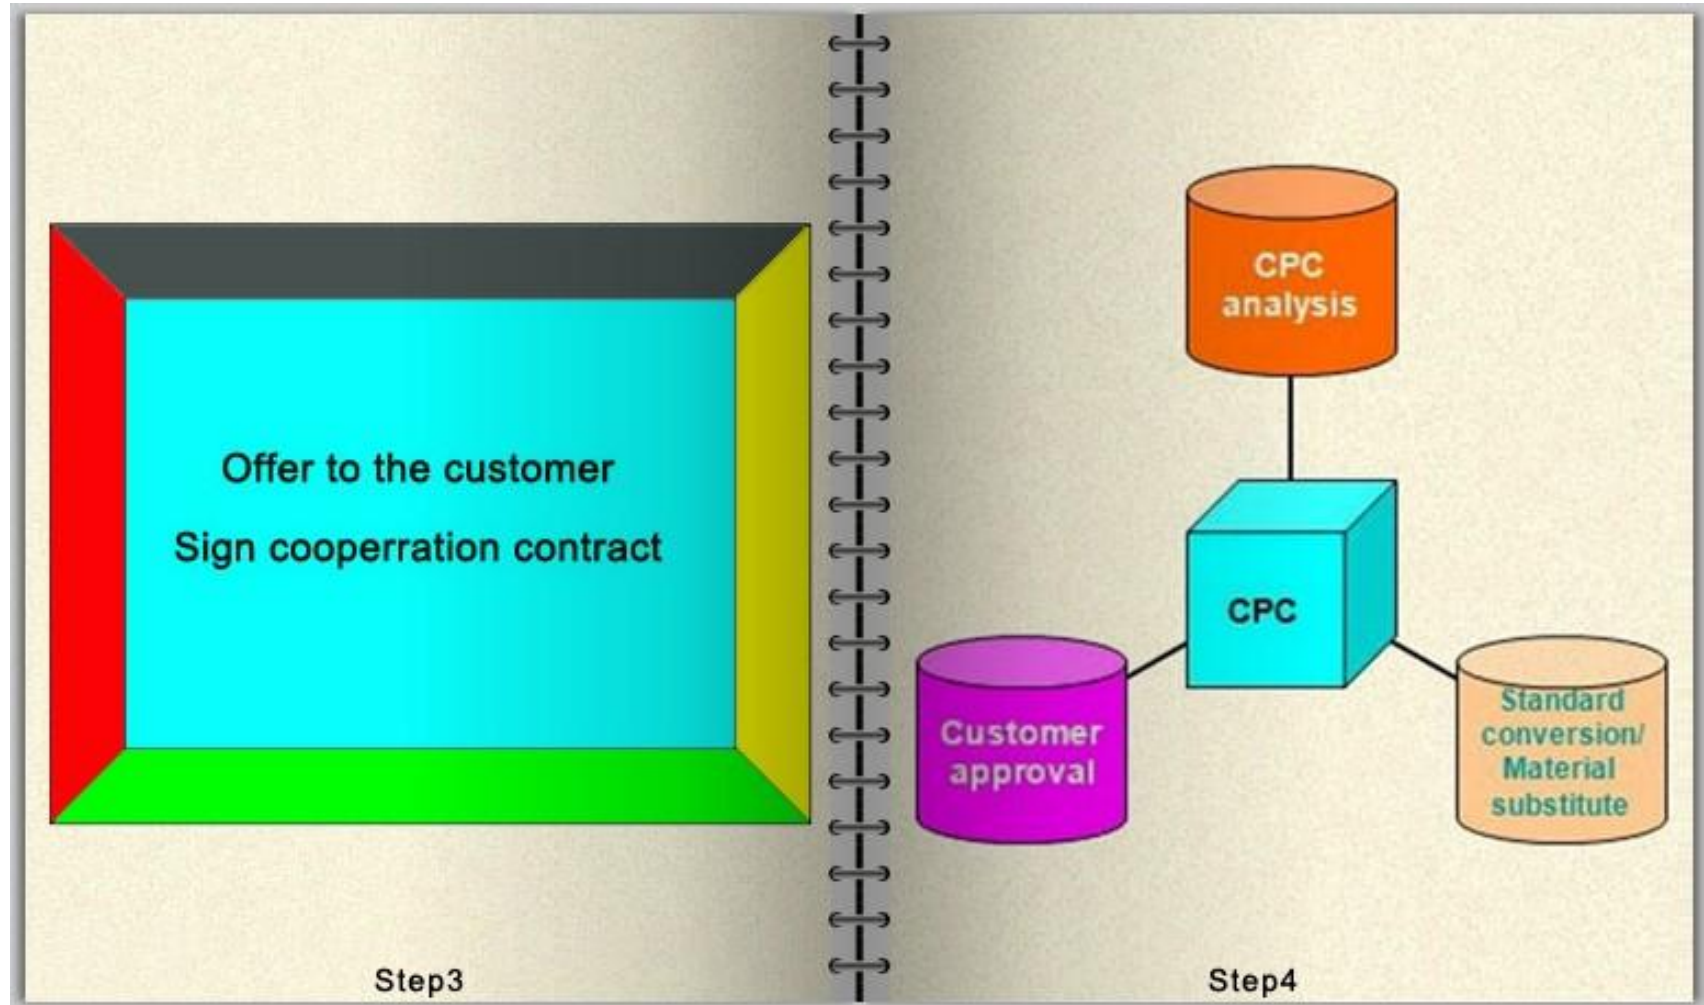 Offer to the customer
Sign cooperration contract
Step3
CPC
analysis
CPC
Customer
approval
Standard
conversion/
Material
substitute
Step4